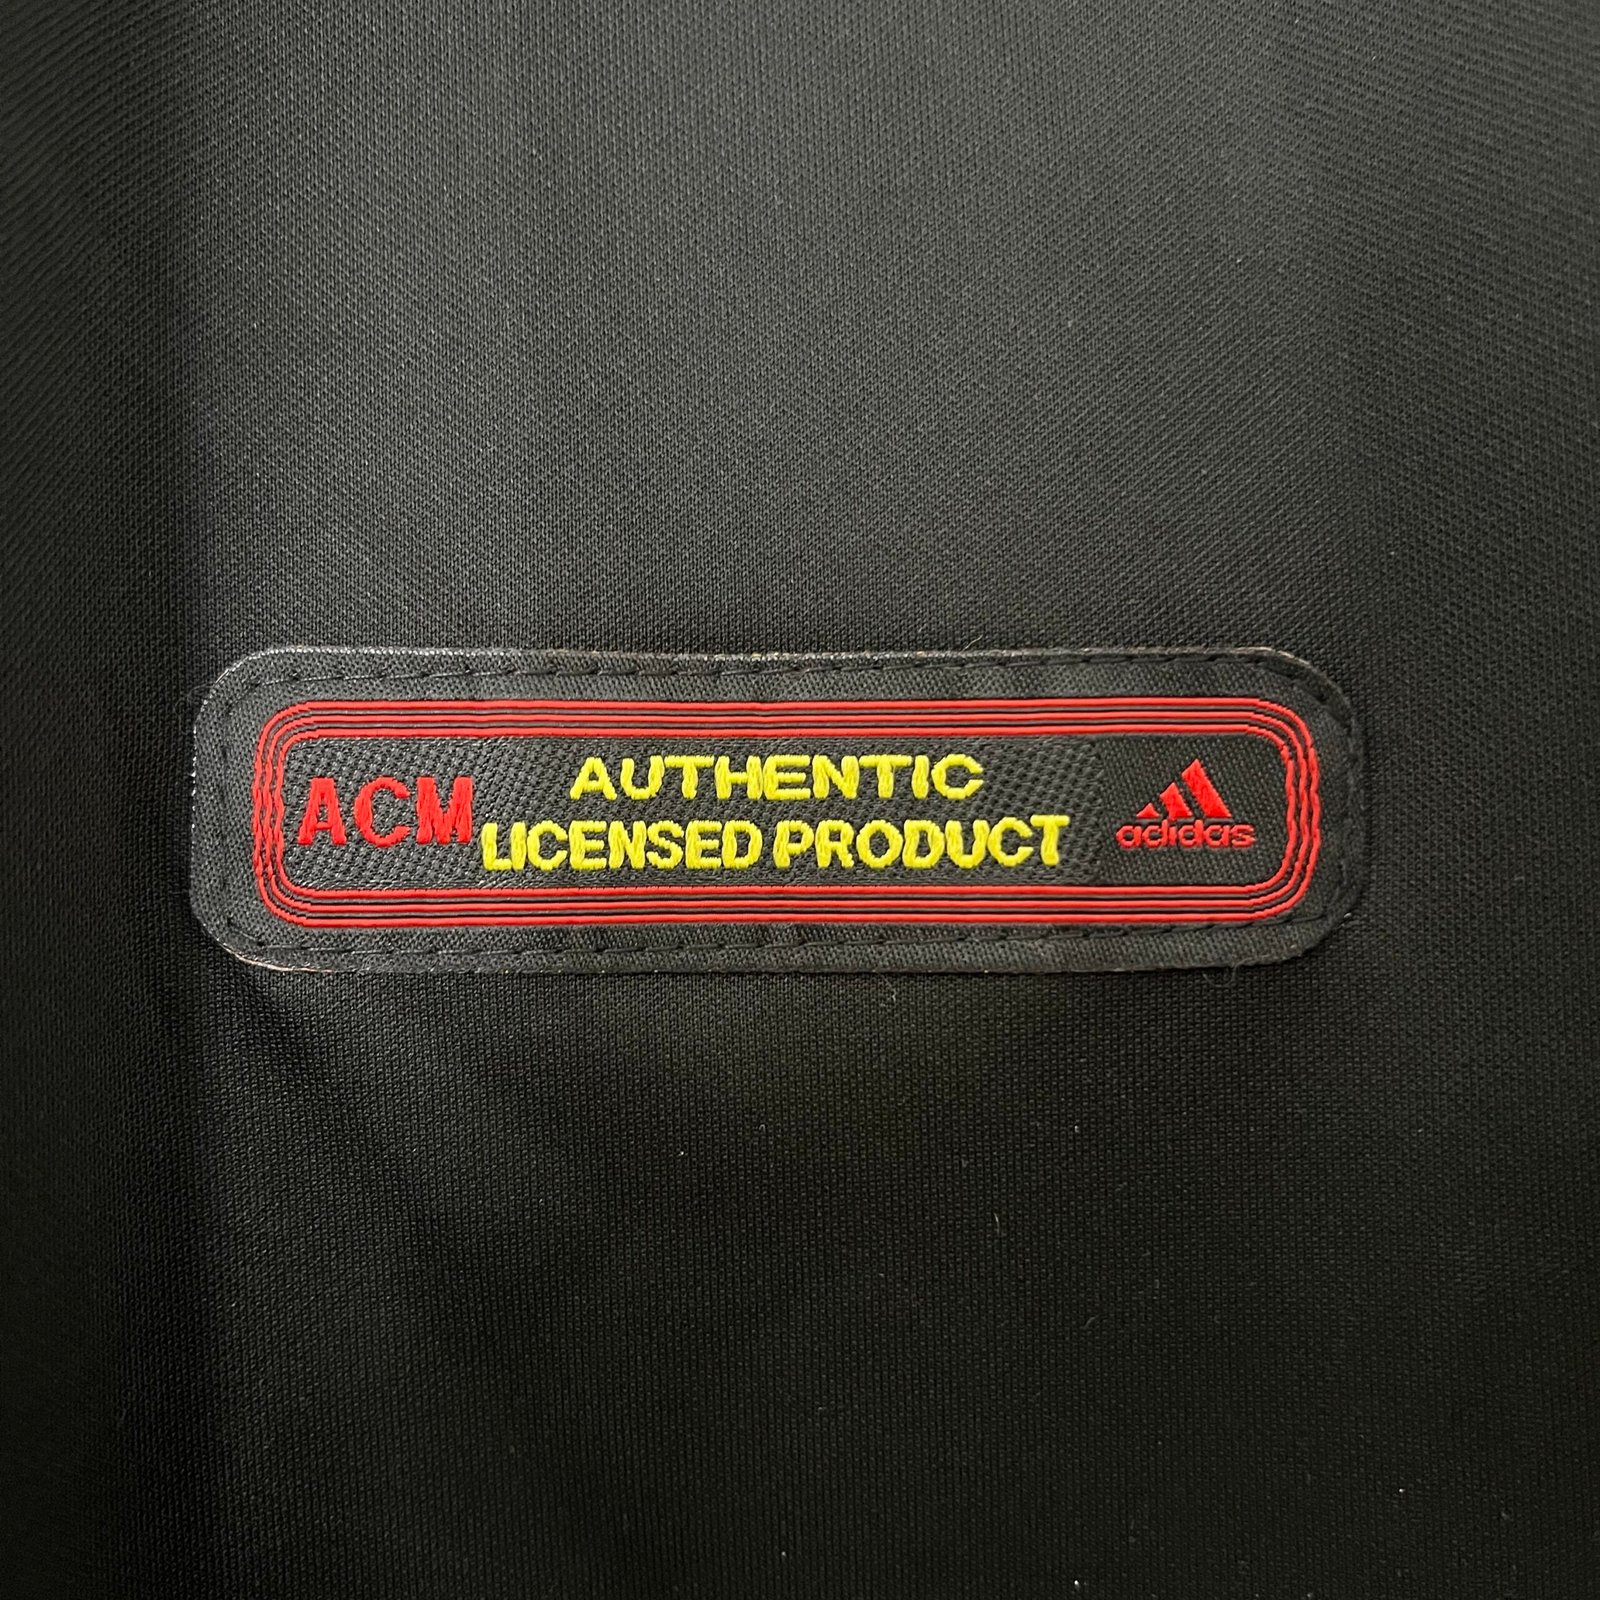 ACM
AUTHENTIC
LICENSED PRODUCT
adidas